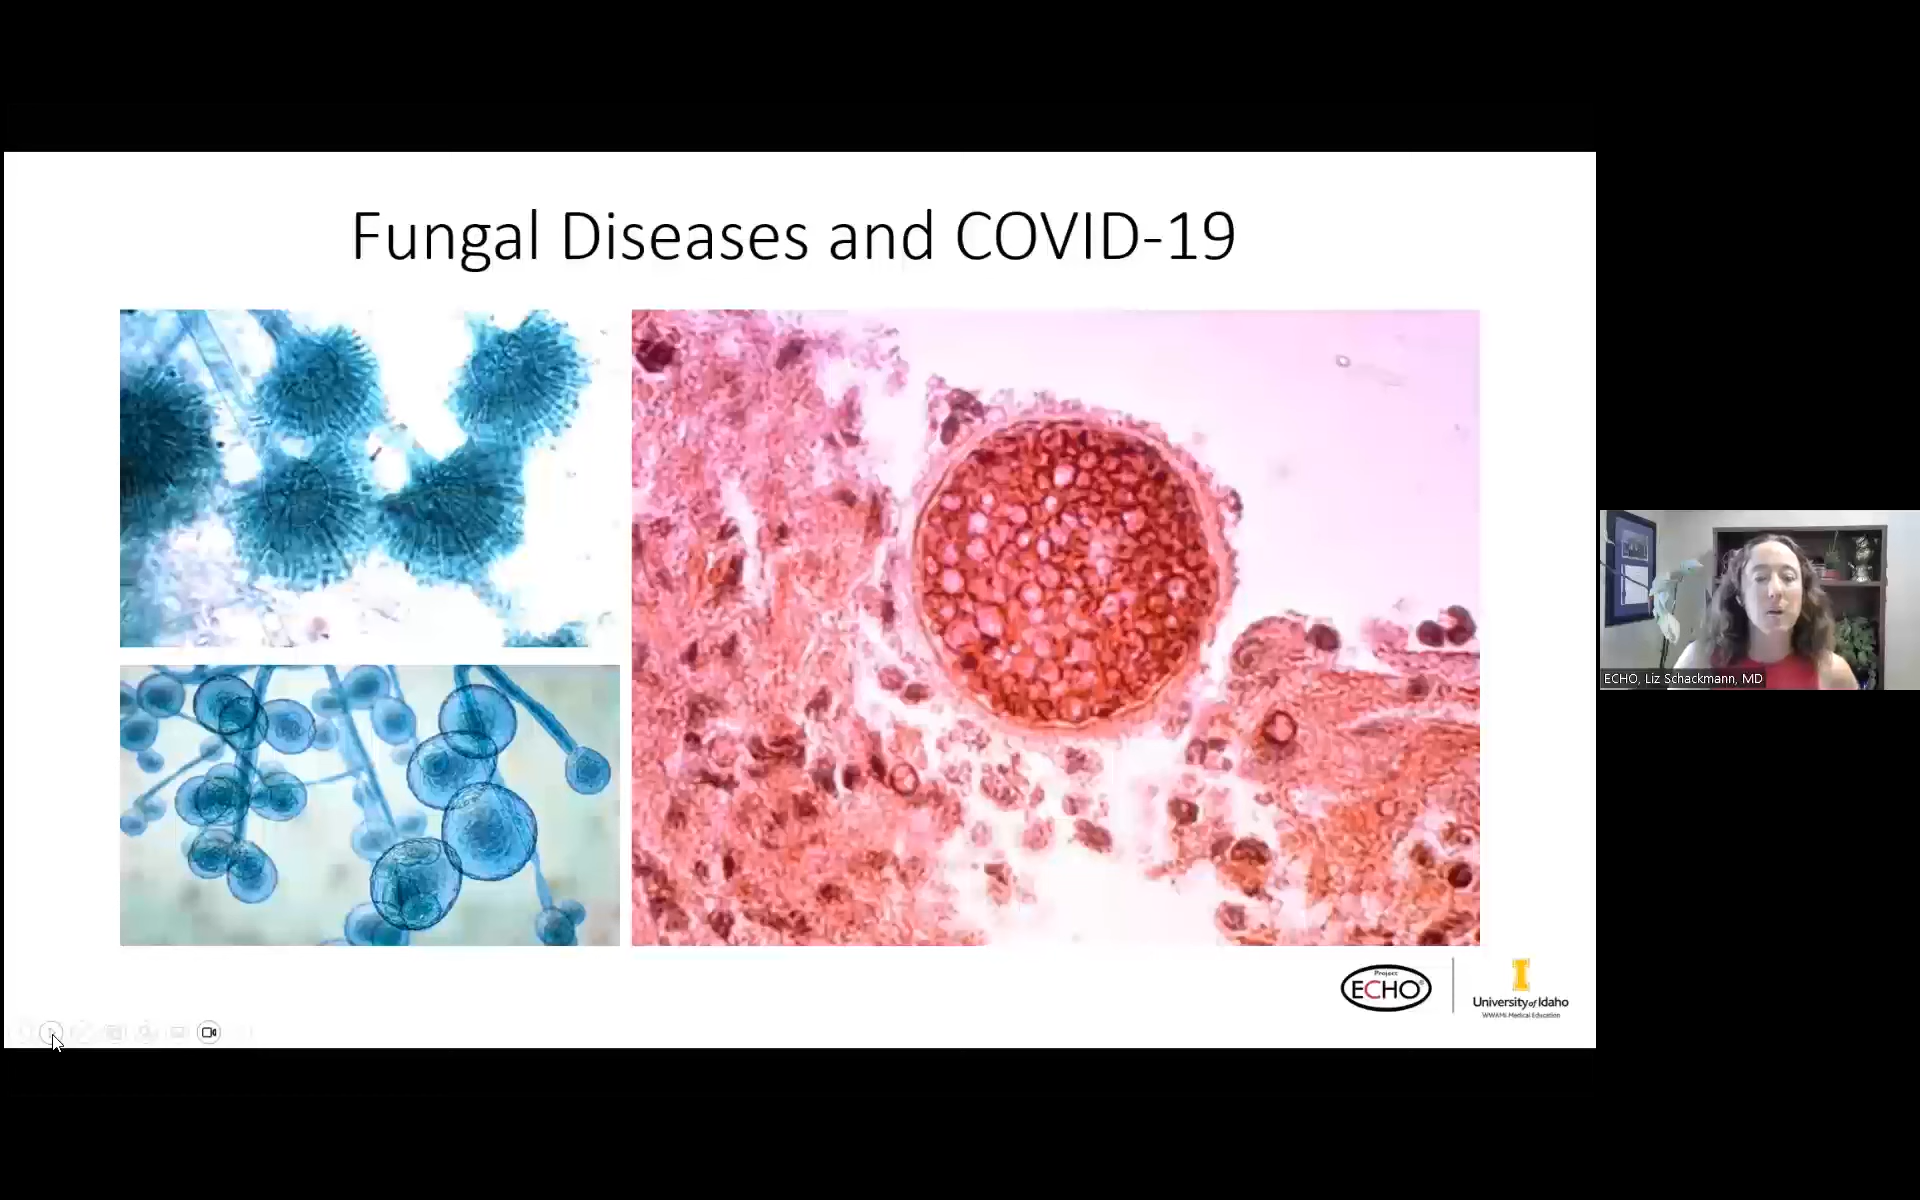 Fungal Diseases and COVID-19
ECHO, Liz Schackmann, MD
Project
ECHO®
I
University of Idaho
WWAMI Medical Education